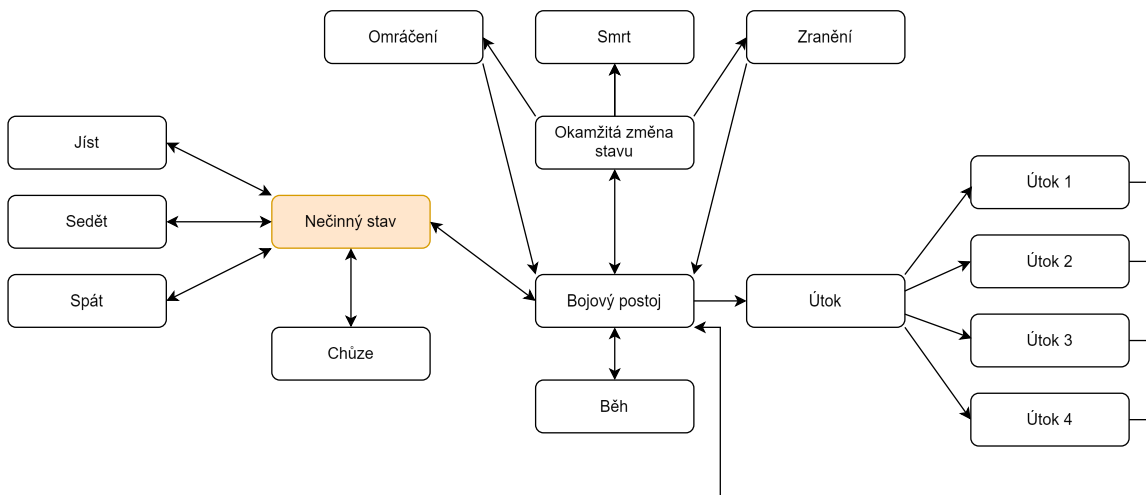 Omráčení
Smrt
Zranění
Okamžitá změna
stavu
Jíst
Sedět
Spát
Nečinný stav
Chůze
Bojový postoj
Běh
Útok
Útok 1
Útok 2
Útok 3
Útok 4